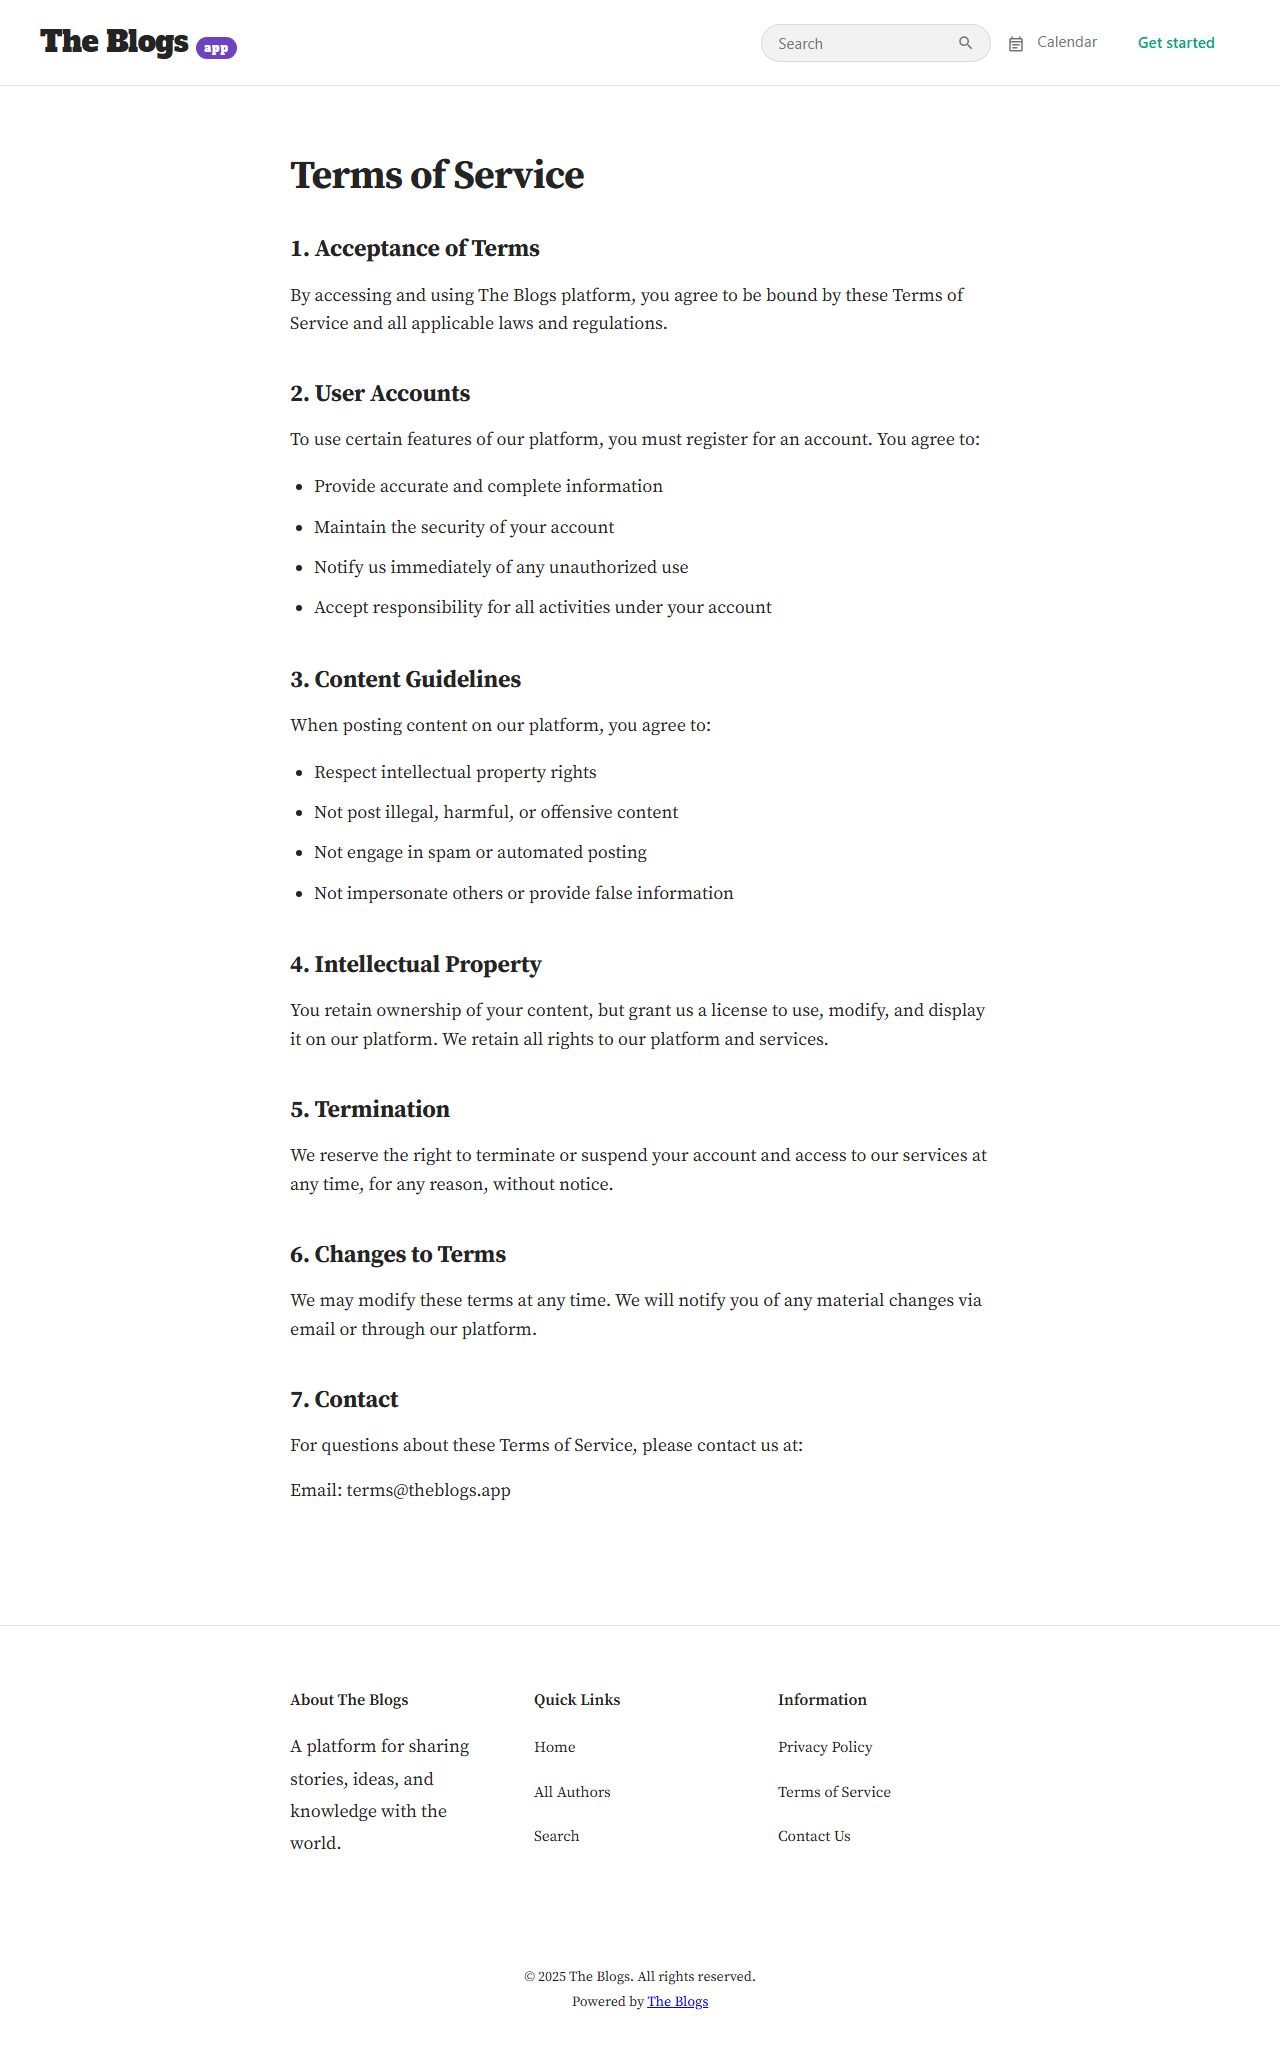 The Blogs app
Search
Calendar
Get started
Terms of Service
1. Acceptance of Terms
By accessing and using The Blogs platform, you agree to be bound by these Terms of
Service and all applicable laws and regulations.
2. User Accounts
To use certain features of our platform, you must register for an account. You agree to:
• Provide accurate and complete information
• Maintain the security of your account
• Notify us immediately of any unauthorized use
• Accept responsibility for all activities under your account
3. Content Guidelines
When posting content on our platform, you agree to:
• Respect intellectual property rights
• Not post illegal, harmful, or offensive content
• Not engage in spam or automated posting
• Not impersonate others or provide false information
4. Intellectual Property
You retain ownership of your content, but grant us a license to use, modify, and display
it on our platform. We retain all rights to our platform and services.
5. Termination
We reserve the right to terminate or suspend your account and access to our services at
any time, for any reason, without notice.
6. Changes to Terms
We may modify these terms at any time. We will notify you of any material changes via
email or through our platform.
7. Contact
For questions about these Terms of Service, please contact us at:
Email: terms@theblogs.app
About The Blogs
A platform for sharing
stories, ideas, and
knowledge with the
world.
Quick Links
Home
All Authors
Search
Information
Privacy Policy
Terms of Service
Contact Us
© 2025 The Blogs. All rights reserved.
Powered by The Blogs